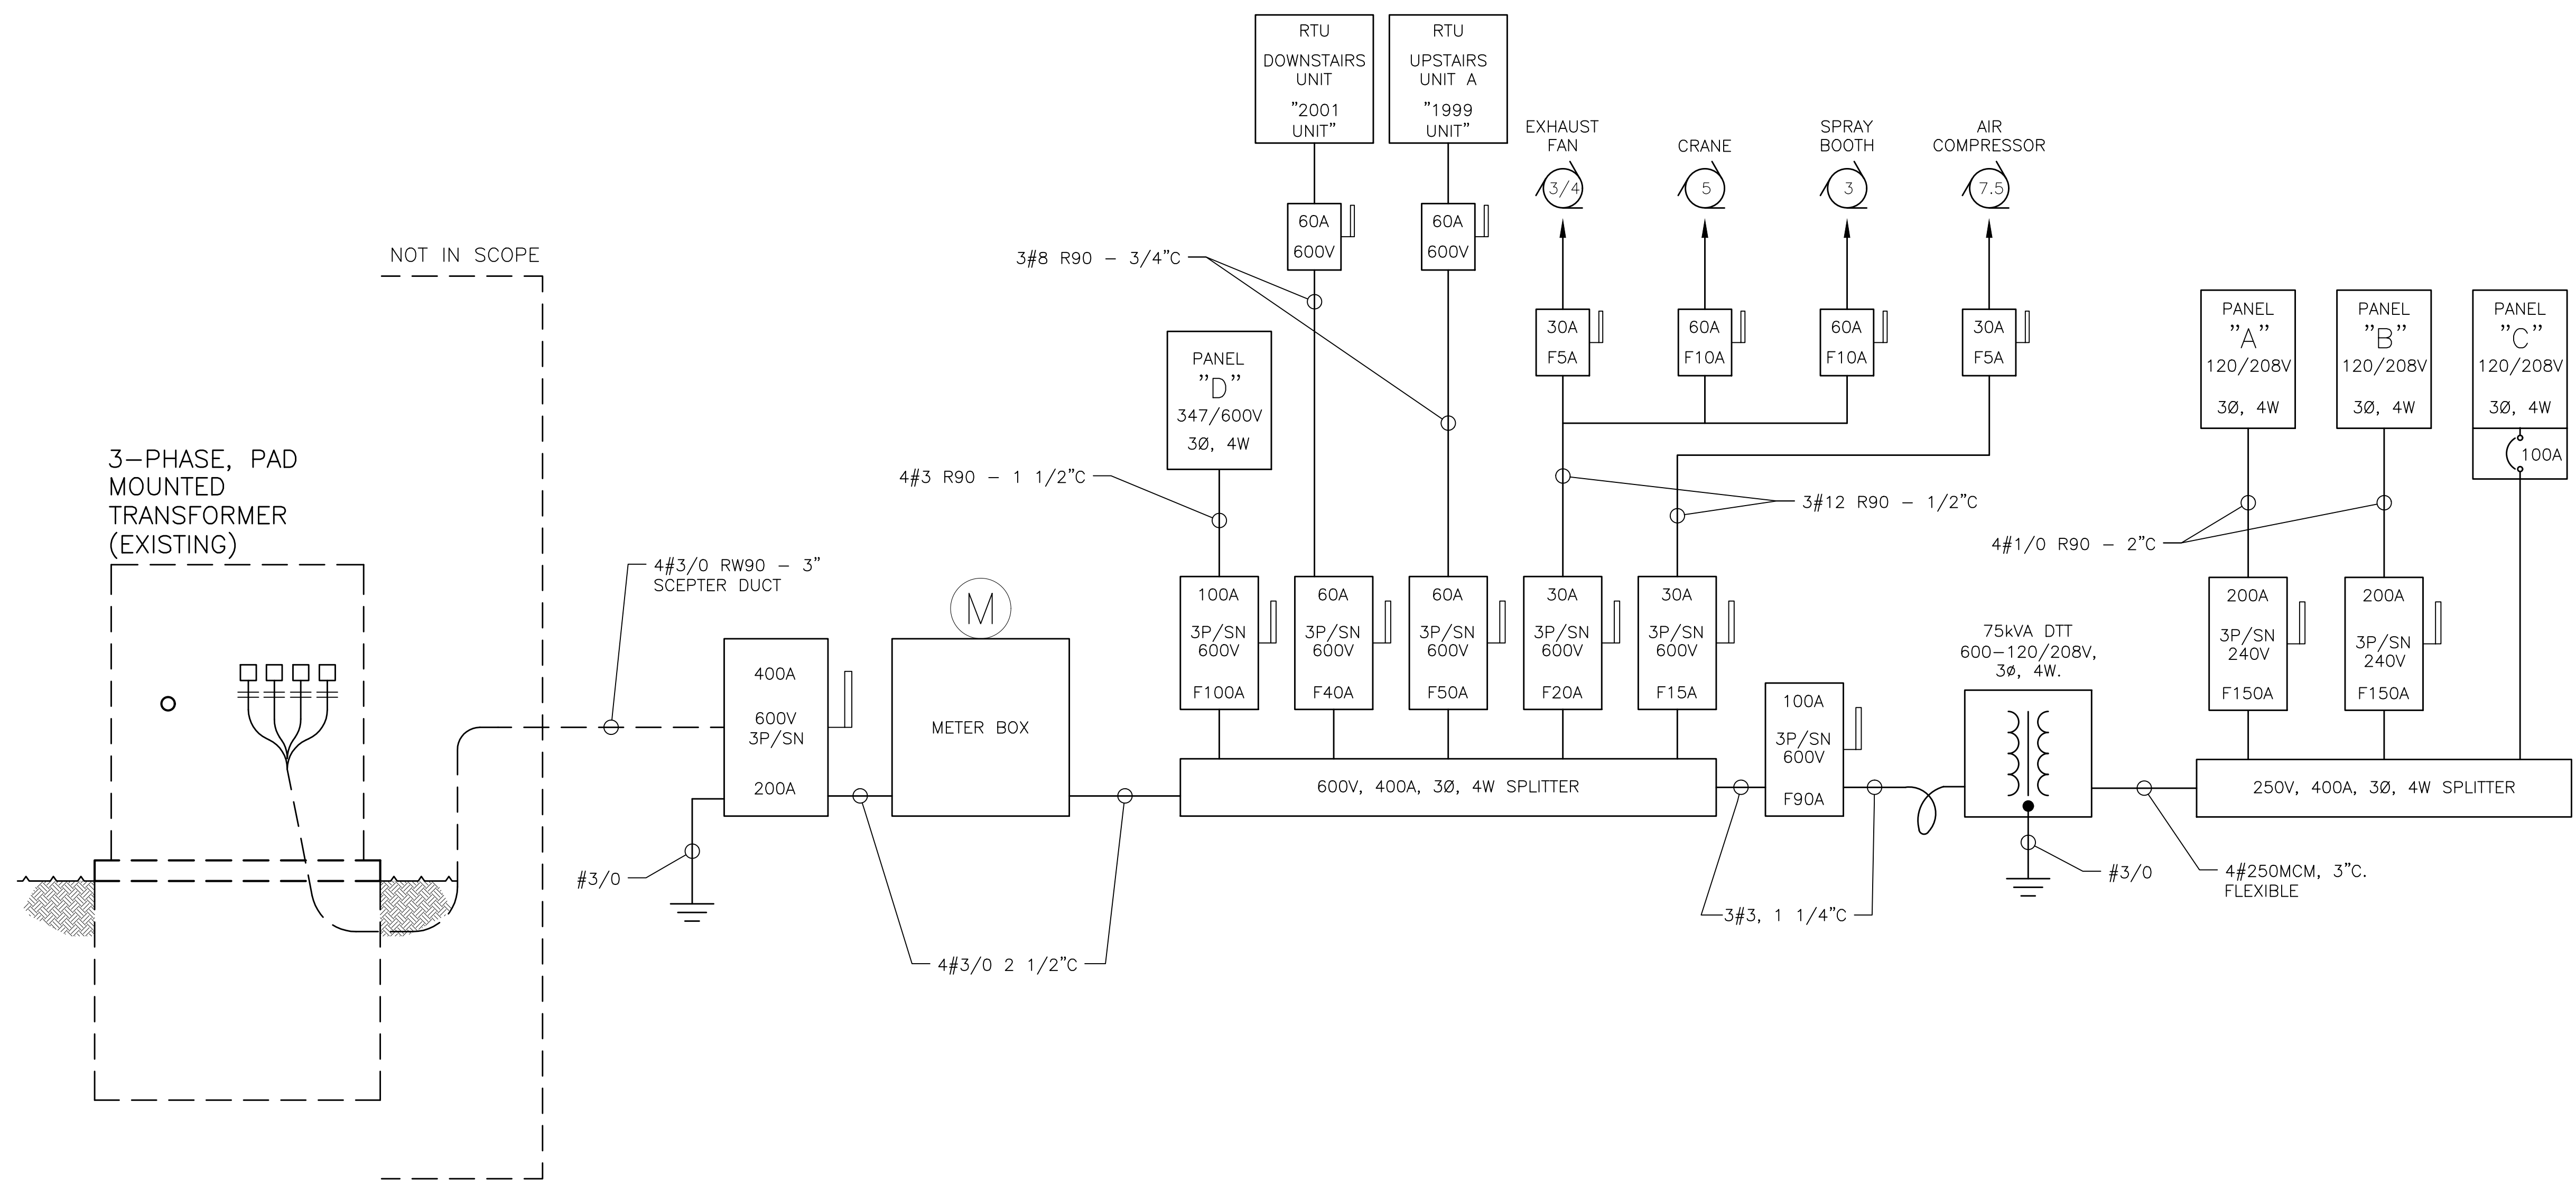 RTU
DOWNSTAIRS
UNIT
"2001
UNIT"
RTU
UPSTAIRS
UNIT A
"1999
UNIT"
EXHAUST
FAN
3/4
CRANE
5
SPRAY
BOOTH
3
AIR
COMPRESSOR
7.5
NOT IN SCOPE
3#8 R90 - 3/4"C
60A
600V
60A
600V
30A
F5A
60A
F10A
60A
F10A
30A
F5A
PANEL
"A"
120/208V
3Ø, 4W
PANEL
"B"
120/208V
3Ø, 4W
PANEL
"C"
120/208V
3Ø, 4W
100A
PANEL
"D"
347/600V
3Ø, 4W
4#3 R90 - 1 1/2"C
3#12 R90 - 1/2"C
4#1/0 R90 - 2"C
3-PHASE, PAD
MOUNTED
TRANSFORMER
(EXISTING)
4#3/0 RW90 - 3"
SCEPTER DUCT
M
400A
600V
3P/SN
200A
METER BOX
100A
3P/SN
600V
F100A
60A
3P/SN
600V
F40A
60A
3P/SN
600V
F50A
30A
3P/SN
600V
F20A
30A
3P/SN
600V
F15A
100A
3P/SN
600V
F90A
75kVA DTT
600-120/208V,
3ø, 4W.
200A
3P/SN
240V
F150A
200A
3P/SN
240V
F150A
600V, 400A, 3Ø, 4W SPLITTER
250V, 400A, 3Ø, 4W SPLITTER
#3/0
4#3/0 2 1/2"C
3#3, 1 1/4"C
#3/0
4#250MCM, 3"C.
FLEXIBLE